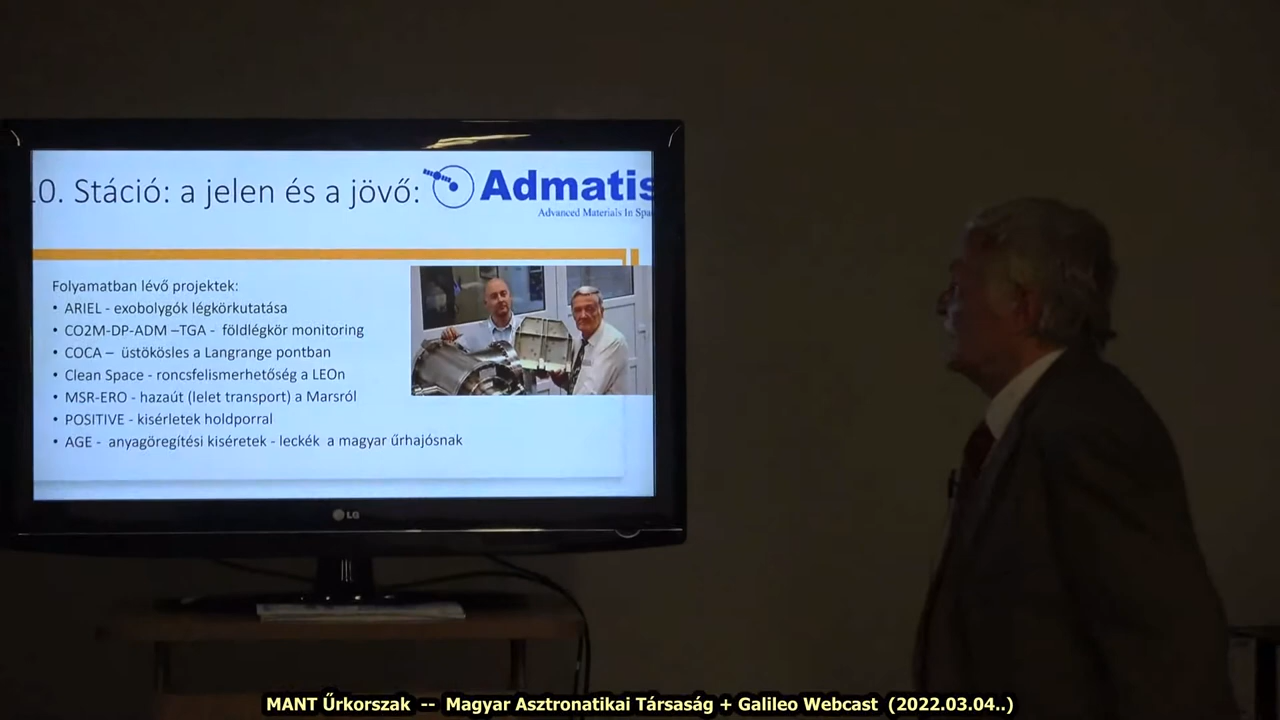 10. Stáció: a jelen és a jövő:
Admatis
Advanced Materials In Spa
Folyamatban lévő projektek:
• ARIEL - exobolygók légkörkutatása
• CO2M-DP-ADM –TGA - földlégkör monitoring
• COCA – üstökösles a Langrange pontban
• Clean Space - roncsfelismerhetőség a LEOn
• MSR-ERO - hazaút (lelet transport) a Marsról
• POSITIVE - kisérletek holdporral
• AGE - anyagöregítési kiséretek - leckék a magyar űrhajósnak
LG
MANT Űrkorszak -- Magyar Asztronatikai Társaság + Galileo Webcast (2022.03.04..)